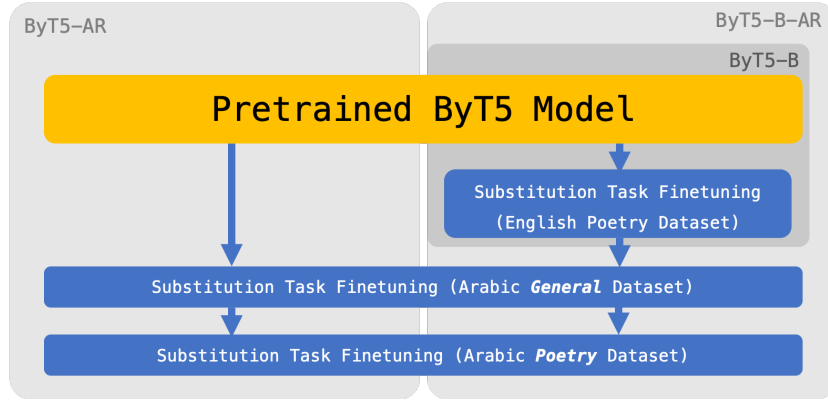 ByT5-AR
ByT5-B-AR
ByT5-B
Pretrained ByT5 Model
Substitution Task Finetuning
(English Poetry Dataset)
Substitution Task Finetuning (Arabic General Dataset)
Substitution Task Finetuning (Arabic Poetry Dataset)